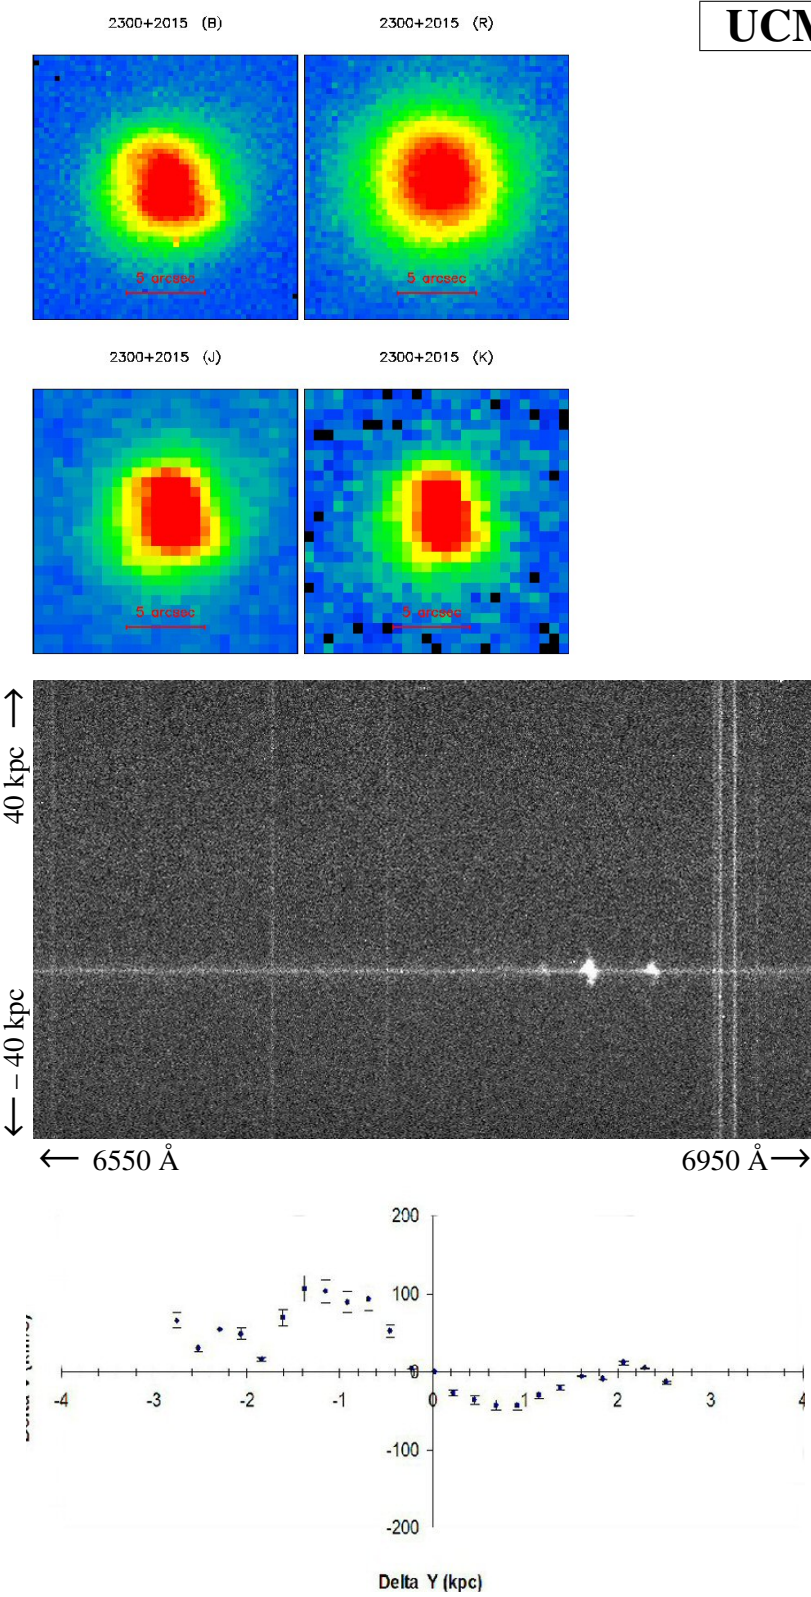 2300+2015 (B)
2300+2015 (R)
UCM
5 arcsec
5 arcsec
2300+2015 (J)
2300+2015 (K)
5 arcsec
5 arcsec
40 kpc →
← – 40 kpc
← 6550 Å
6950 Å →
200
100
0
-4 -3 -2 -1 0 1 2 3 4
-100
-200
Delta Y (kpc)